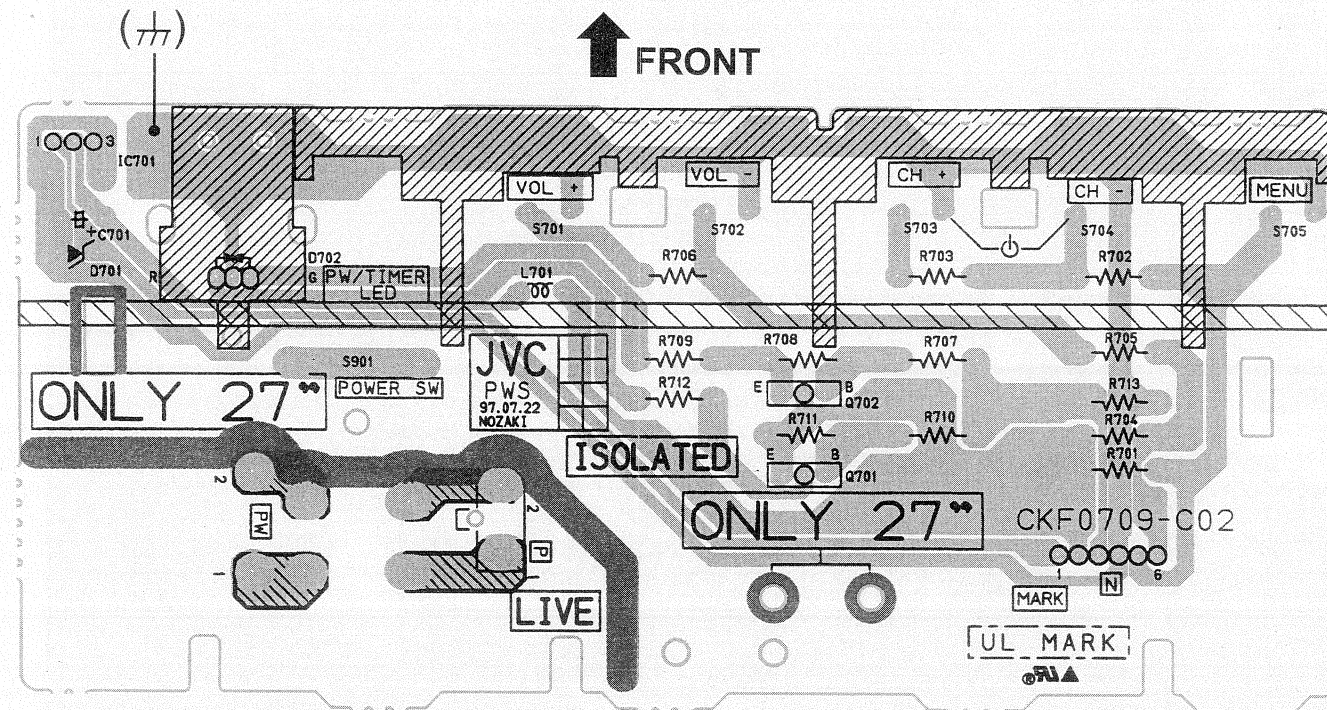 FRONT
1 3
IC701
VOL +
VOL -
CH +
CH -
MENU
+
C701
S701
S702
S703
S704
S705
D702
R706
R703
R702
D701
R
G
PW/TIMER
LED
L701
S901
POWER SW
JVC
PWS
97.07.22
NOZAKI
R709
R708
R707
R705
ONLY 27"
R712
E B
Q702
R713
R711
R710
R704
ISOLATED
E B
Q701
R701
2
PW
1
2
P
1
ONLY 27"
CKF0709-C02
1 6
MARK
N
LIVE
UL MARK